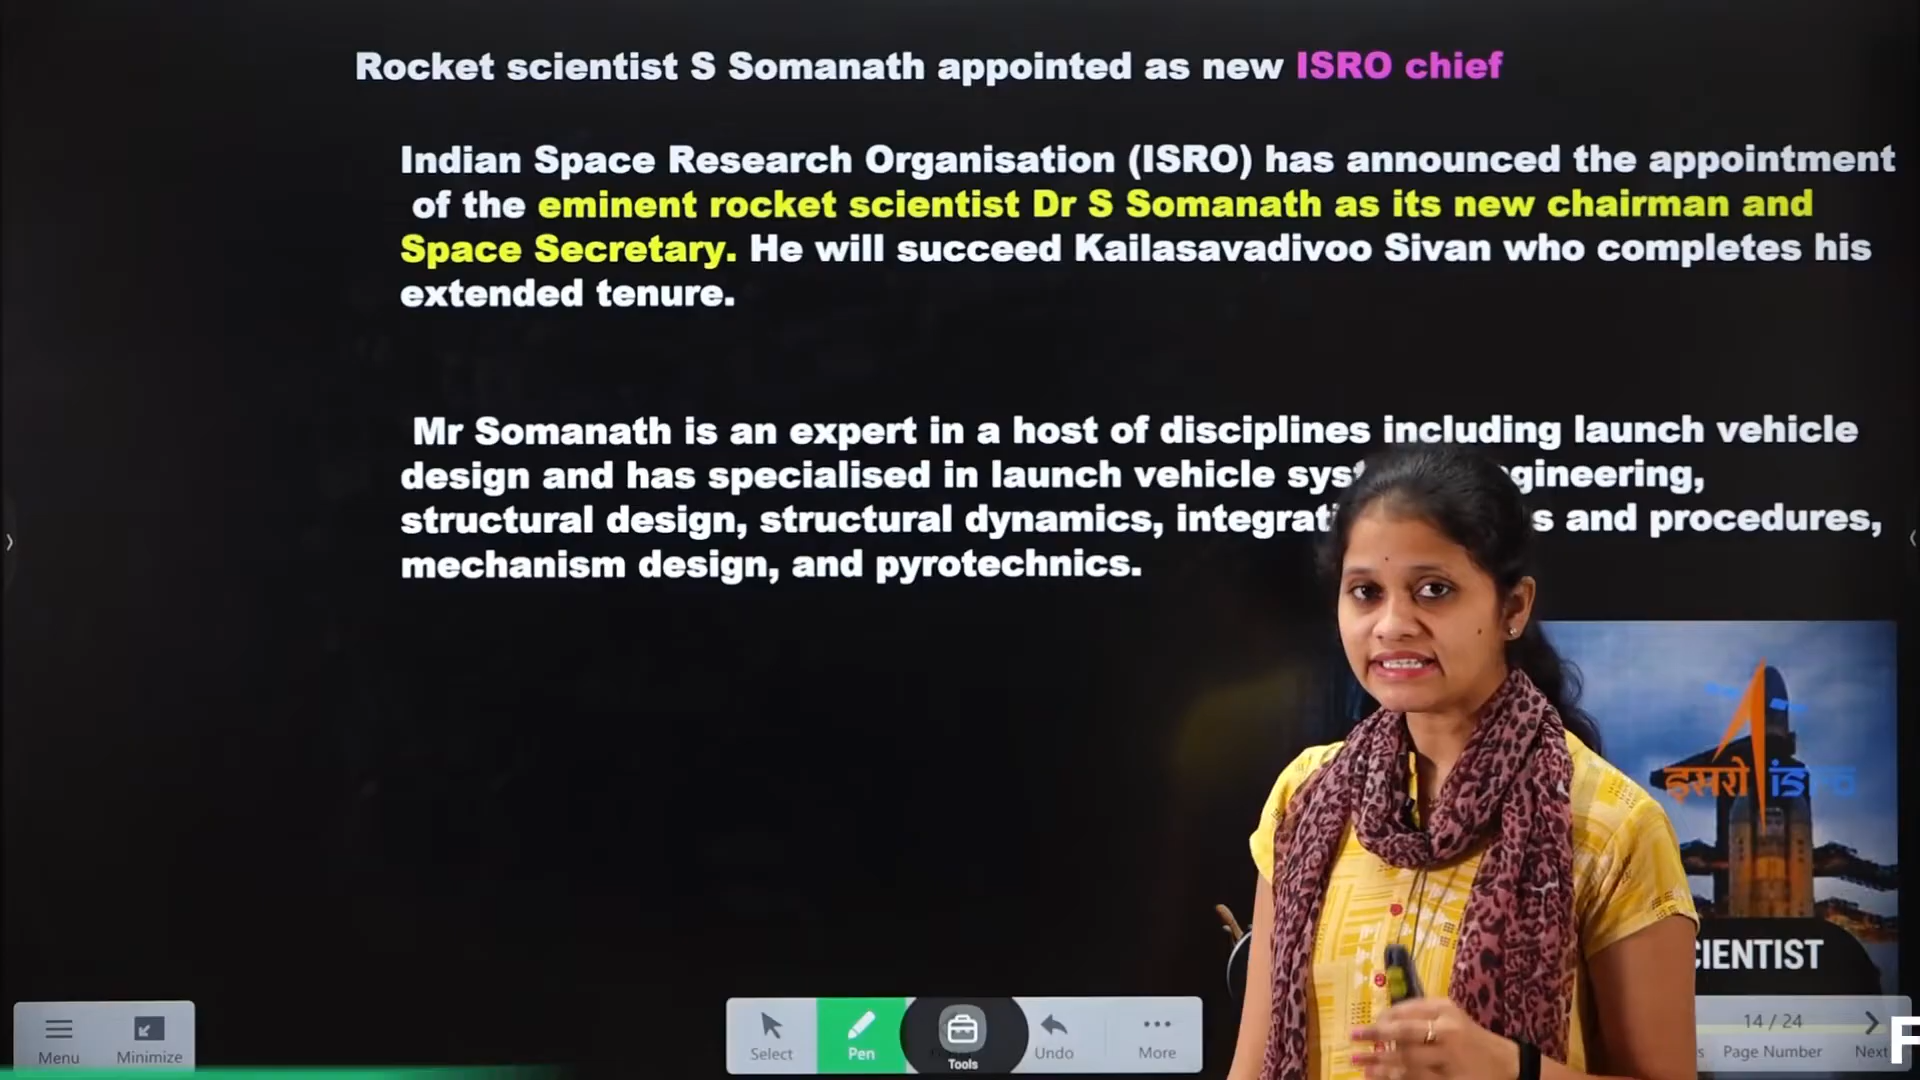 Rocket scientist S Somanath appointed as new ISRO chief
Indian Space Research Organisation (ISRO) has announced the appointment
of the eminent rocket scientist Dr S Somanath as its new chairman and
Space Secretary. He will succeed Kailasavadivoo Sivan who completes his
extended tenure.
Mr Somanath is an expert in a host of disciplines including launch vehicle
design and has specialised in launch vehicle
structural design, structural dynamics, and procedures,
mechanism design, and pyrotechnics.
इसरो isro
14 / 24
Menu Minimize Select Pen Tools Undo More Page Number Next
F